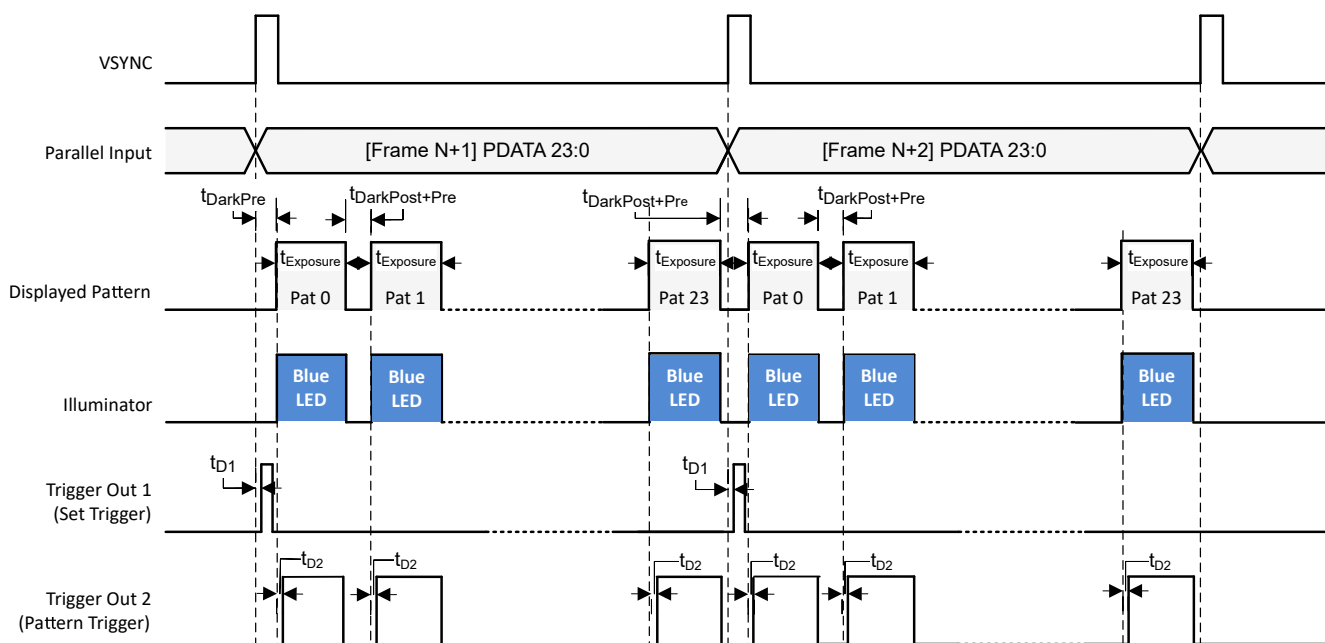 VSYNC
Parallel Input
[Frame N+1] PDATA 23:0
[Frame N+2] PDATA 23:0
tDarkPre
tDarkPost+Pre
tDarkPost+Pre
tDarkPost+Pre
Displayed Pattern
tExposure
tExposure
tExposure
tExposure
tExposure
tExposure
Pat 0
Pat 1
Pat 23
Pat 0
Pat 1
Pat 23
Illuminator
Blue
LED
Blue
LED
Blue
LED
Blue
LED
Blue
LED
Blue
LED
Trigger Out 1
(Set Trigger)
tD1
tD1
Trigger Out 2
(Pattern Trigger)
tD2
tD2
tD2
tD2
tD2
tD2